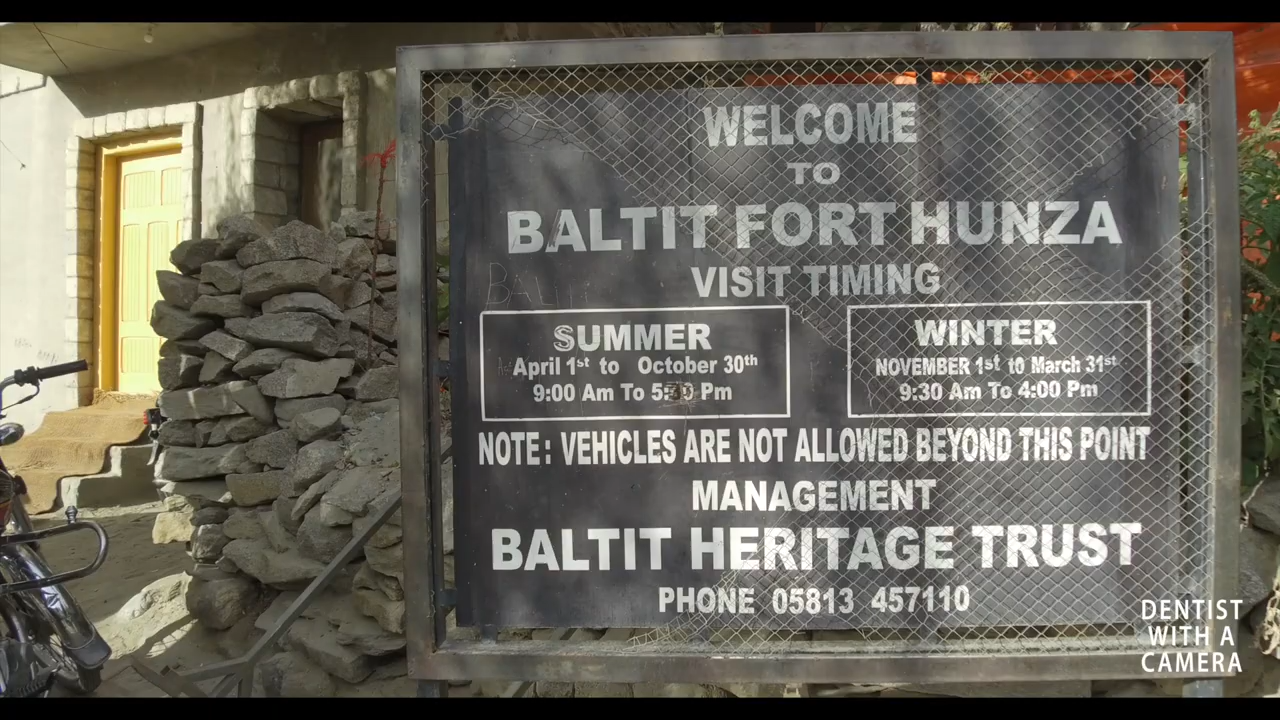 WELCOME
TO
BALTIT FORT HUNZA
VISIT TIMING
SUMMER
April 1st to October 30th
9:00 Am To Pm
WINTER
NOVEMBER 1st to March 31st
9:30 Am To 4:00 Pm
NOTE: VEHICLES ARE NOT ALLOWED BEYOND THIS POINT
MANAGEMENT
BALTIT HERITAGE TRUST
PHONE 05813 457110
DENTIST
WITH A
CAMERA